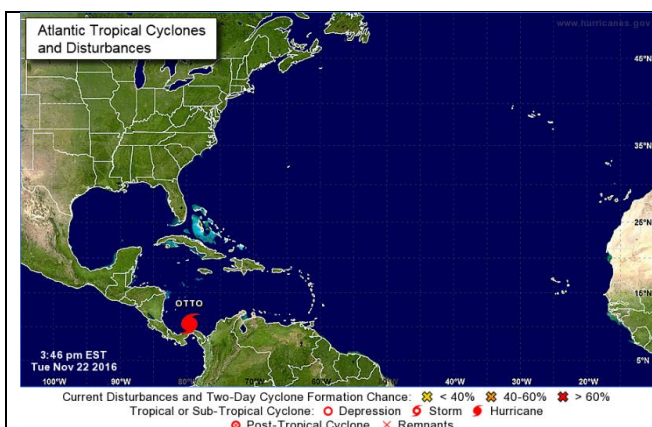 Atlantic Tropical Cyclones
and Disturbances
www.hurricanes.gov
45°N
35°N
25°N
15°N
5°N
OTTO
3:46 pm EST
Tue Nov 22 2016
100°W 90°W 80°W 70°W 60°W 50°W 40°W 30°W 20°W
Current Disturbances and Two-Day Cyclone Formation Chance: < 40% 40-60% > 60%
Tropical or Sub-Tropical Cyclone: Depression Storm Hurricane
Post-Tropical Cyclone Remnants